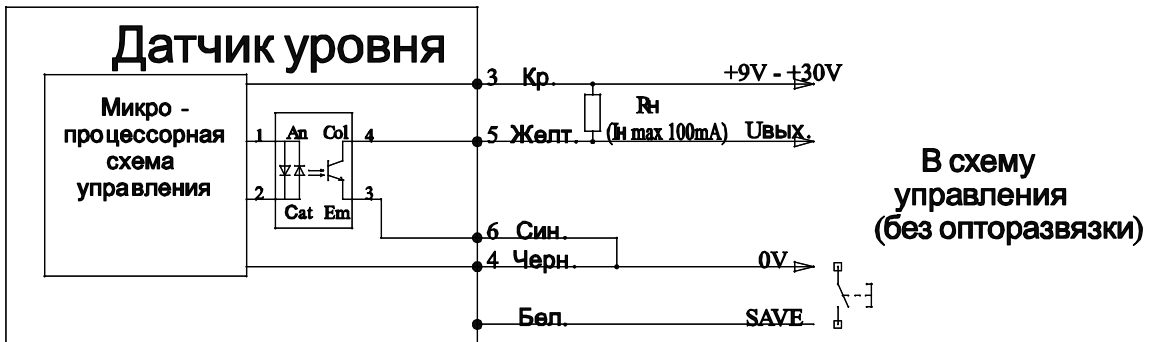 Датчик уровня
Микро -
процессорная
схема
управления
1 An Col 4
2 Cat Em 3
3 Кр. +9V - +30V
Rн
5 Желт. (Iн max 100mA) Uвых.
6 Син.
4 Черн. 0V
Бел. SAVE
В схему
управления
(без опторазвязки)